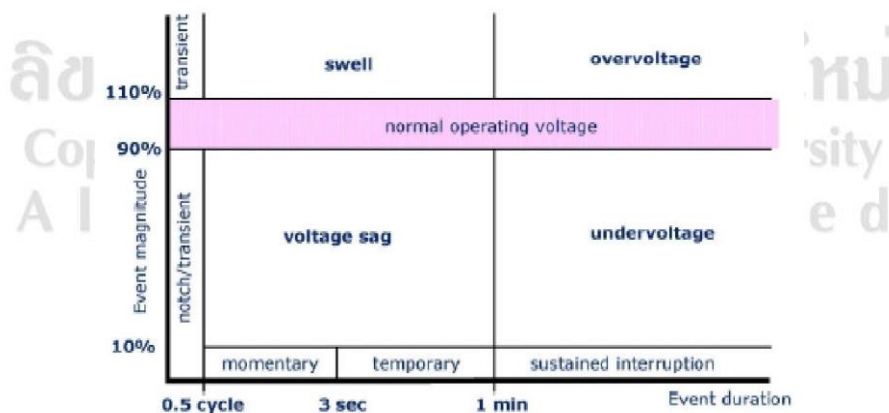 transient
swell
overvoltage
110%
normal operating voltage
90%
Event magnitude
notch/transient
voltage sag
undervoltage
10%
momentary
temporary
sustained interruption
0.5 cycle
3 sec
1 min
Event duration